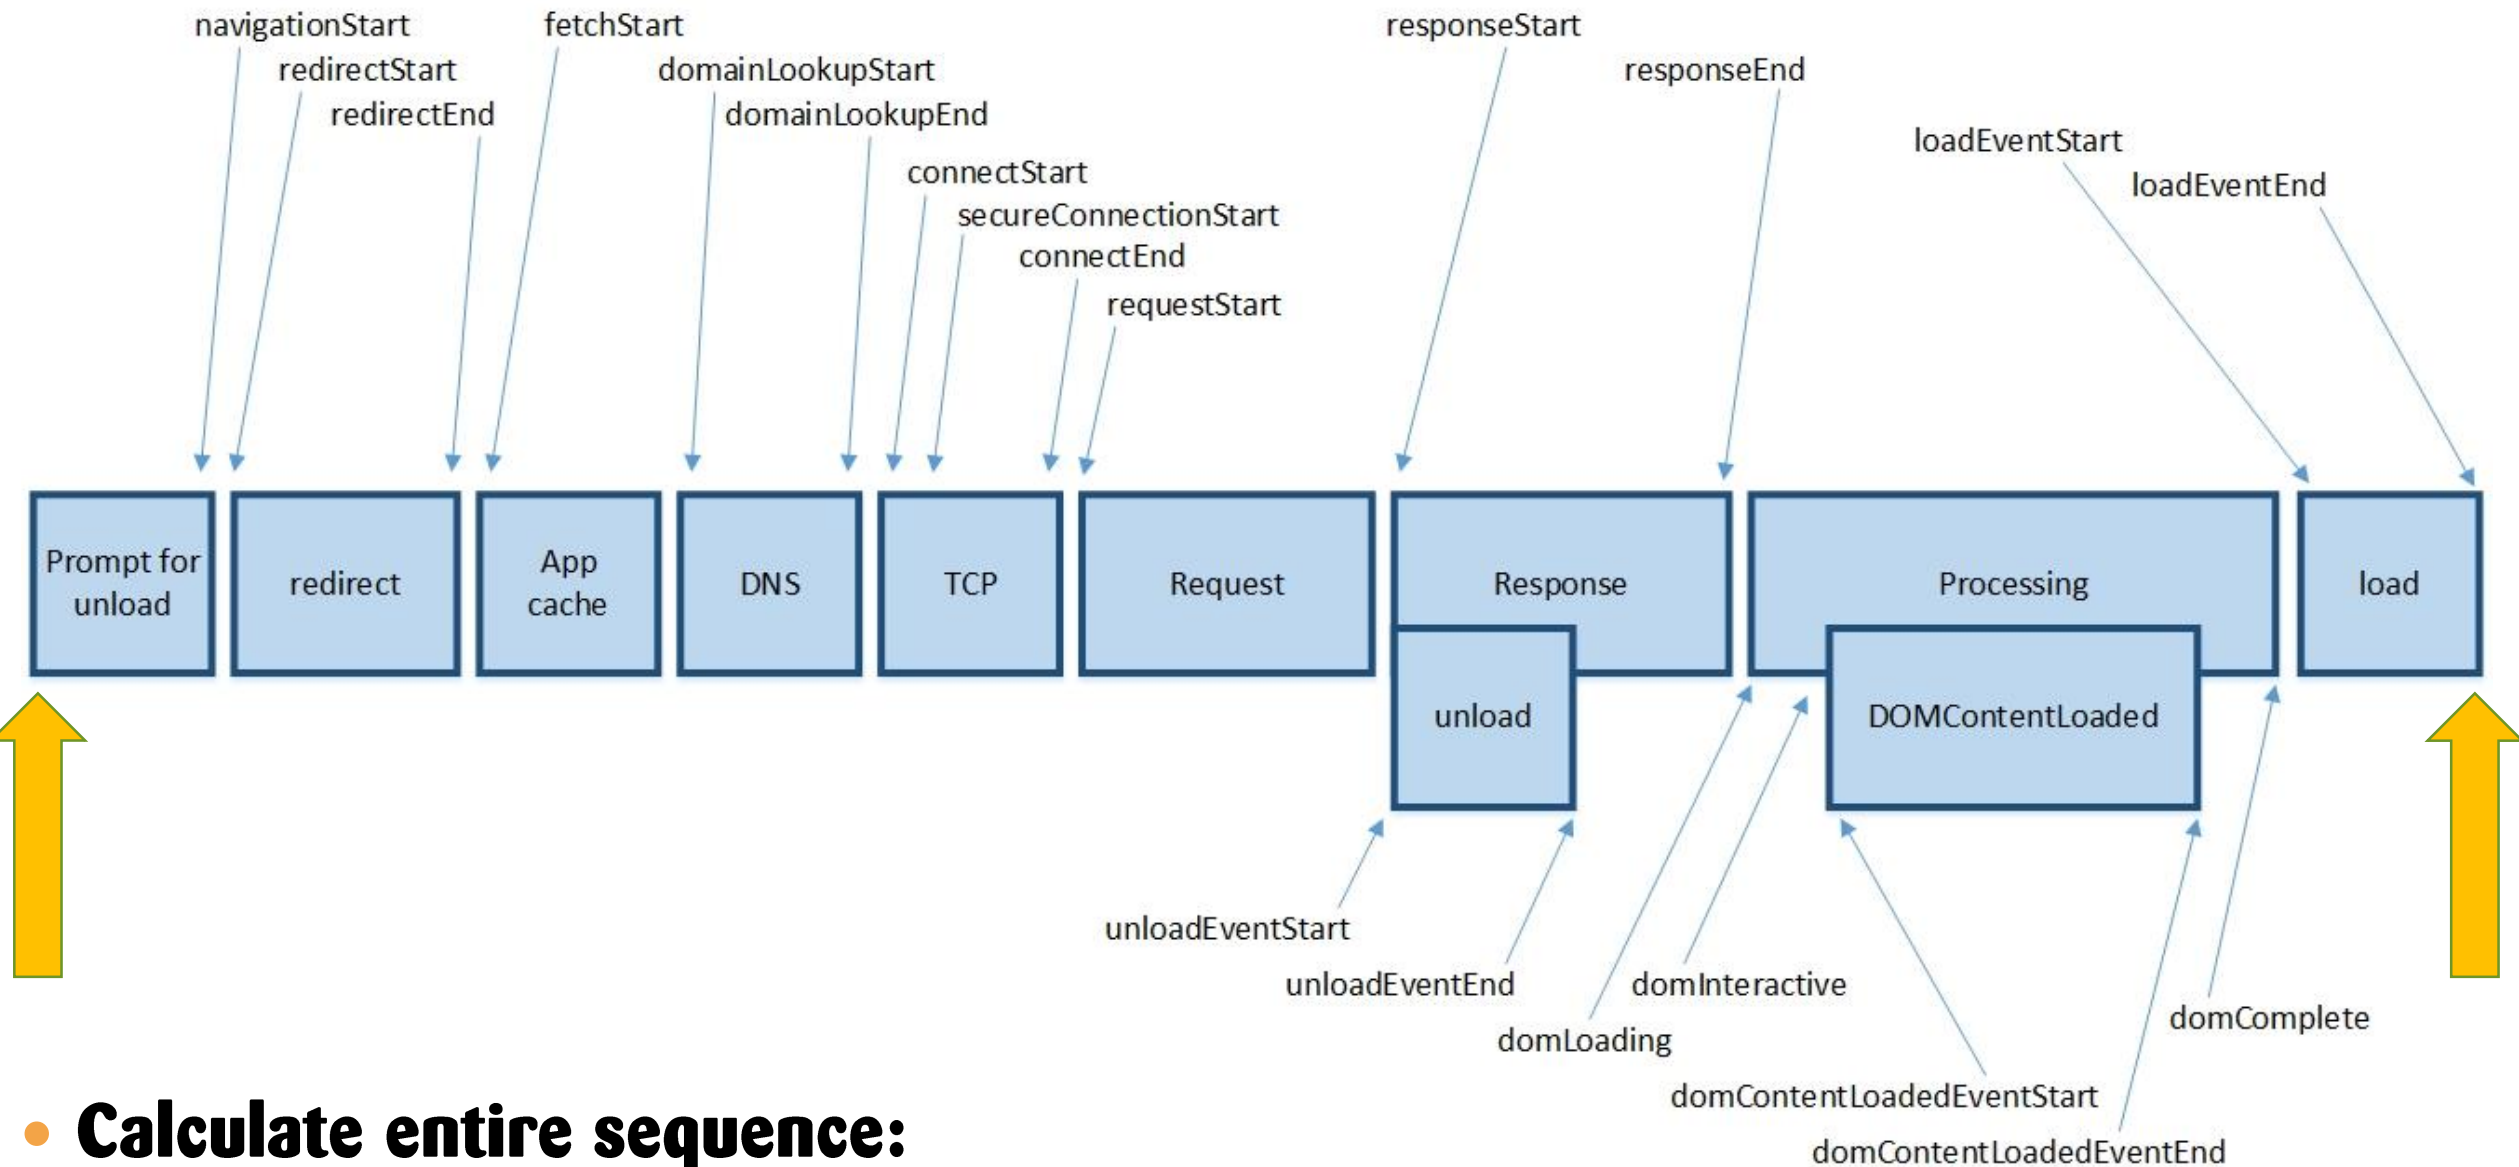 navigationStart
redirectStart
redirectEnd
fetchStart
domainLookupStart
domainLookupEnd
connectStart
secureConnectionStart
connectEnd
requestStart
responseStart
responseEnd
loadEventStart
loadEventEnd
Prompt for
unload
redirect
App
cache
DNS
TCP
Request
Response
Processing
load
unload
DOMContentLoaded
unloadEventStart
unloadEventEnd
domLoading
domInteractive
domContentLoadedEventStart
domContentLoadedEventEnd
domComplete
• Calculate entire sequence: